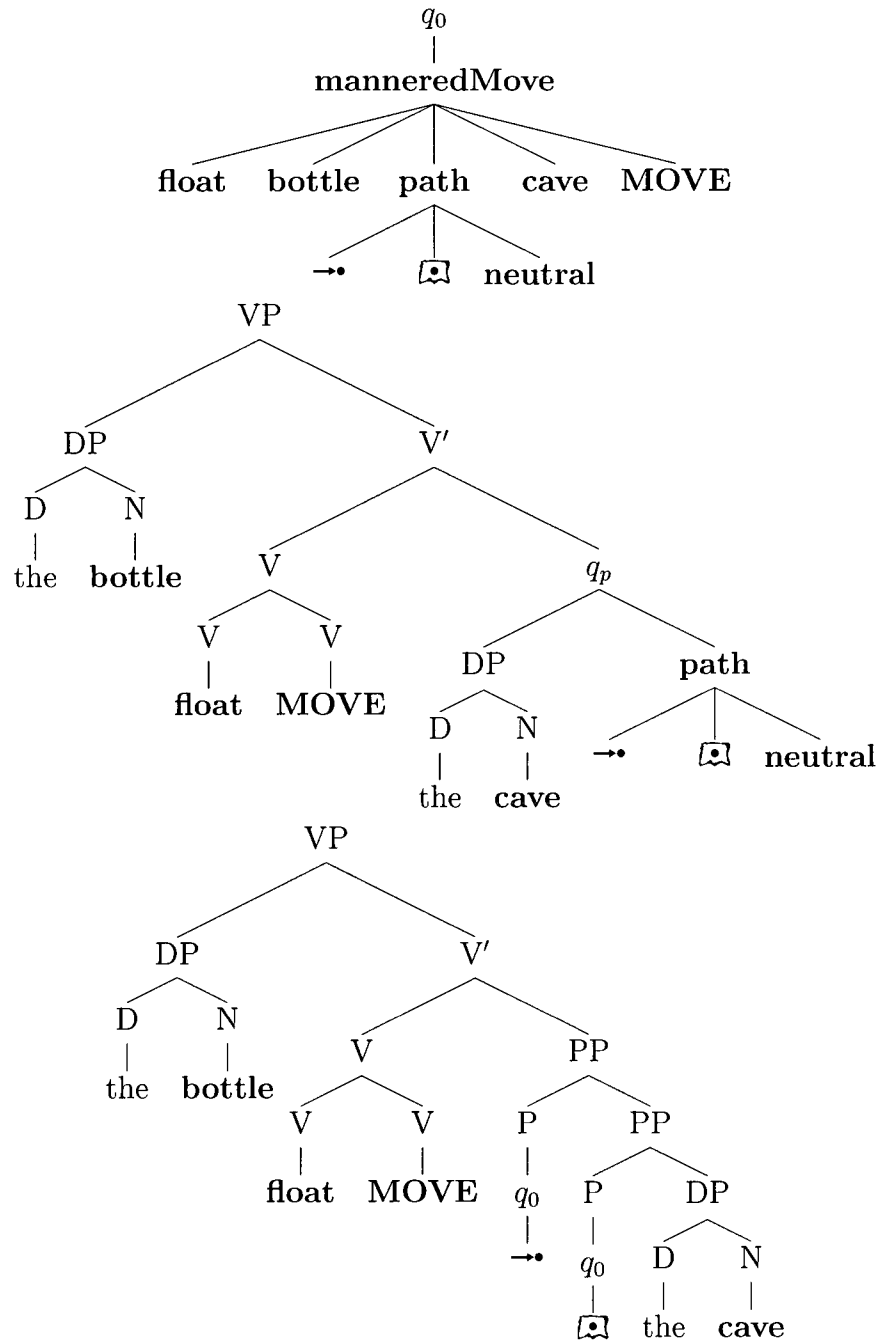 q₀
manneredMove
float bottle path cave MOVE
→• neutral
VP
DP V′
D N
V q_p
the bottle
V V
DP path
float MOVE
D N
→• neutral
the cave
VP
DP V′
D N
V PP
the bottle
V V P PP
float MOVE q₀ P DP
→• q₀ D N
the cave